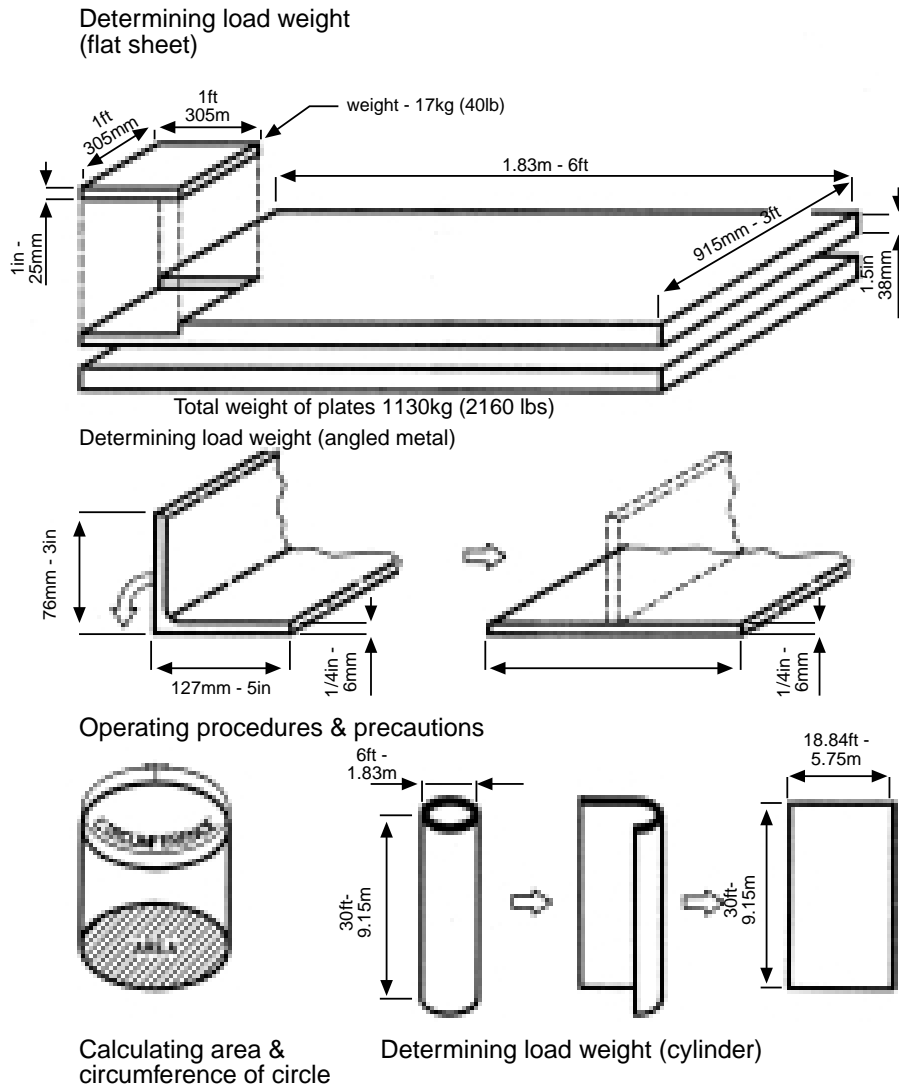 Determining load weight
(flat sheet)
1ft
305mm
1ft
305m
weight - 17kg (40lb)
1.83m - 6ft
1in -
25mm
915mm - 3ft
1.5in
38mm
Total weight of plates 1130kg (2160 lbs)
Determining load weight (angled metal)
76mm - 3in
127mm - 5in
1/4in -
6mm
1/4in -
6mm
Operating procedures & precautions
CIRCUMFERENCE
AREA
6ft -
1.83m
30ft-
9.15m
18.84ft -
5.75m
30ft-
9.15m
Calculating area &
circumference of circle
Determining load weight (cylinder)